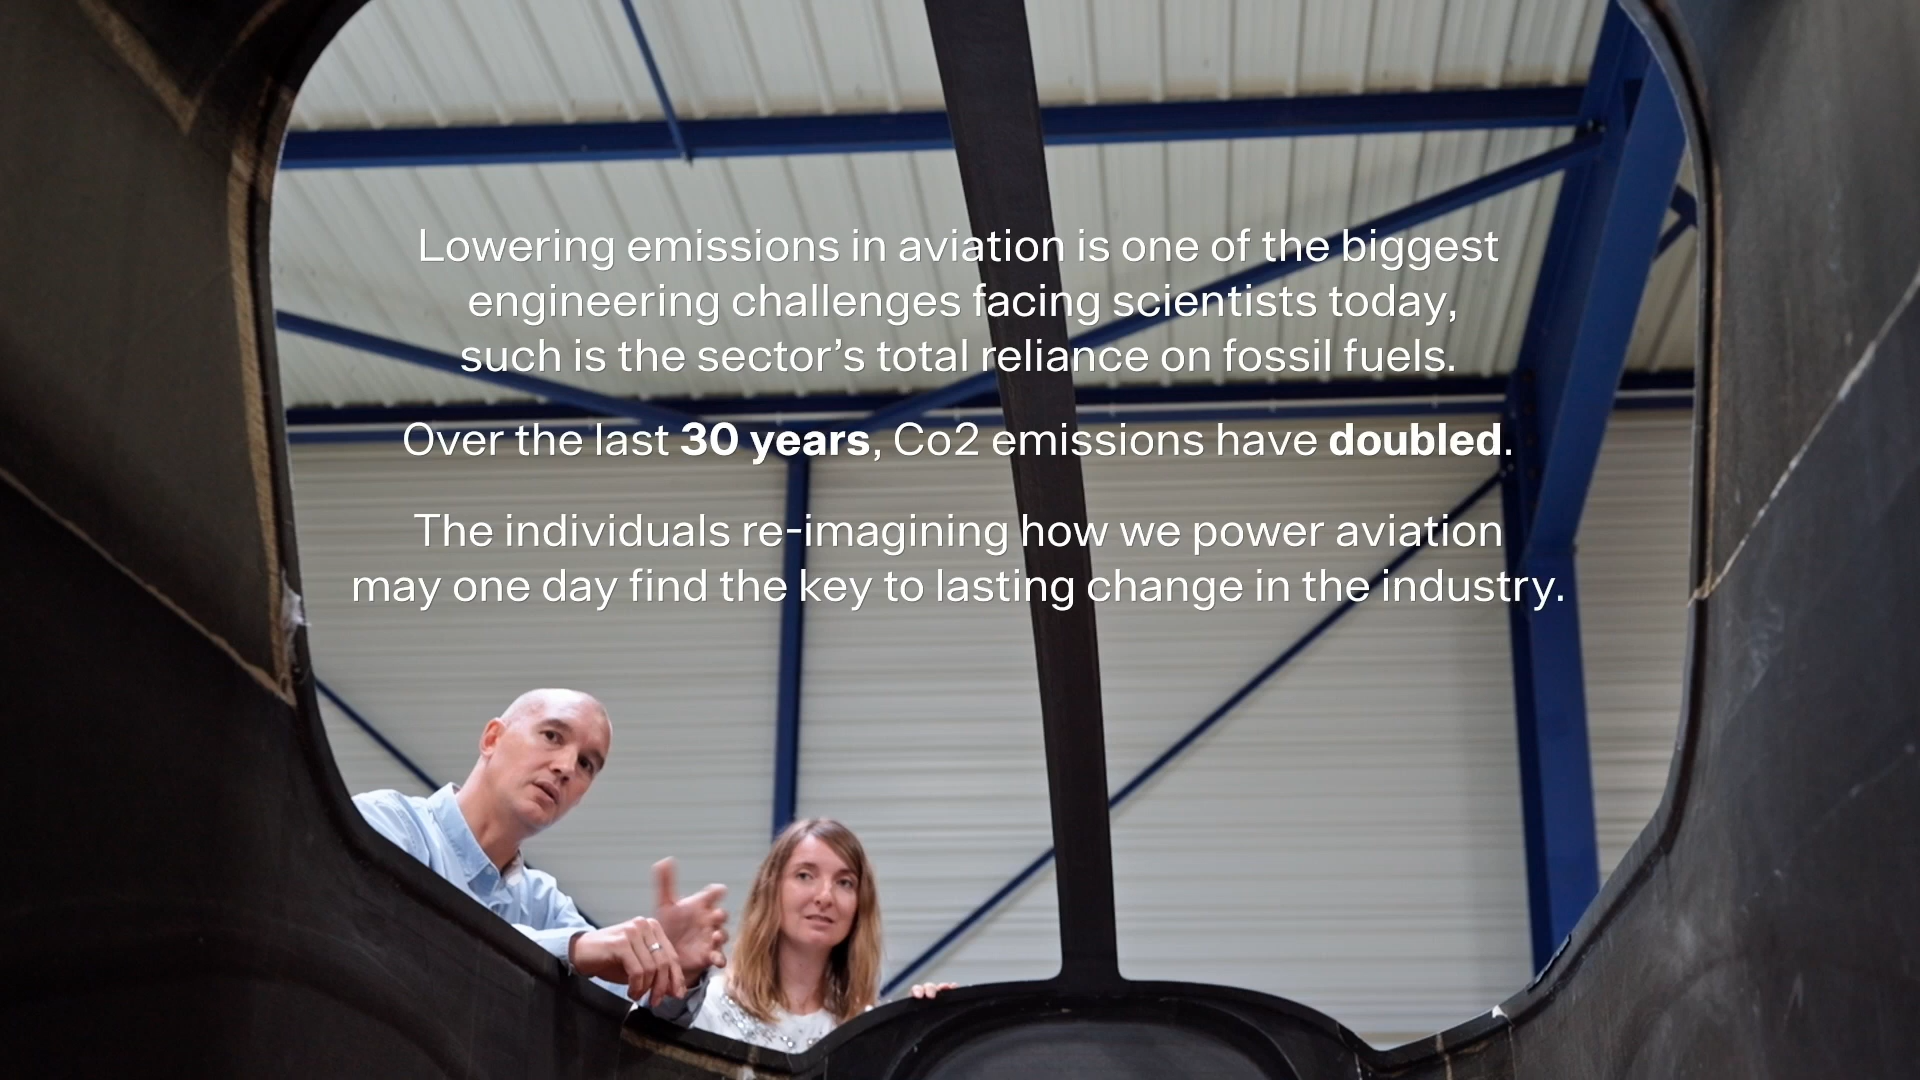 Lowering emissions in aviation is one of the biggest
engineering challenges facing scientists today,
such is the sector’s total reliance on fossil fuels.
Over the last 30 years, Co2 emissions have doubled.
The individuals re-imagining how we power aviation
may one day find the key to lasting change in the industry.